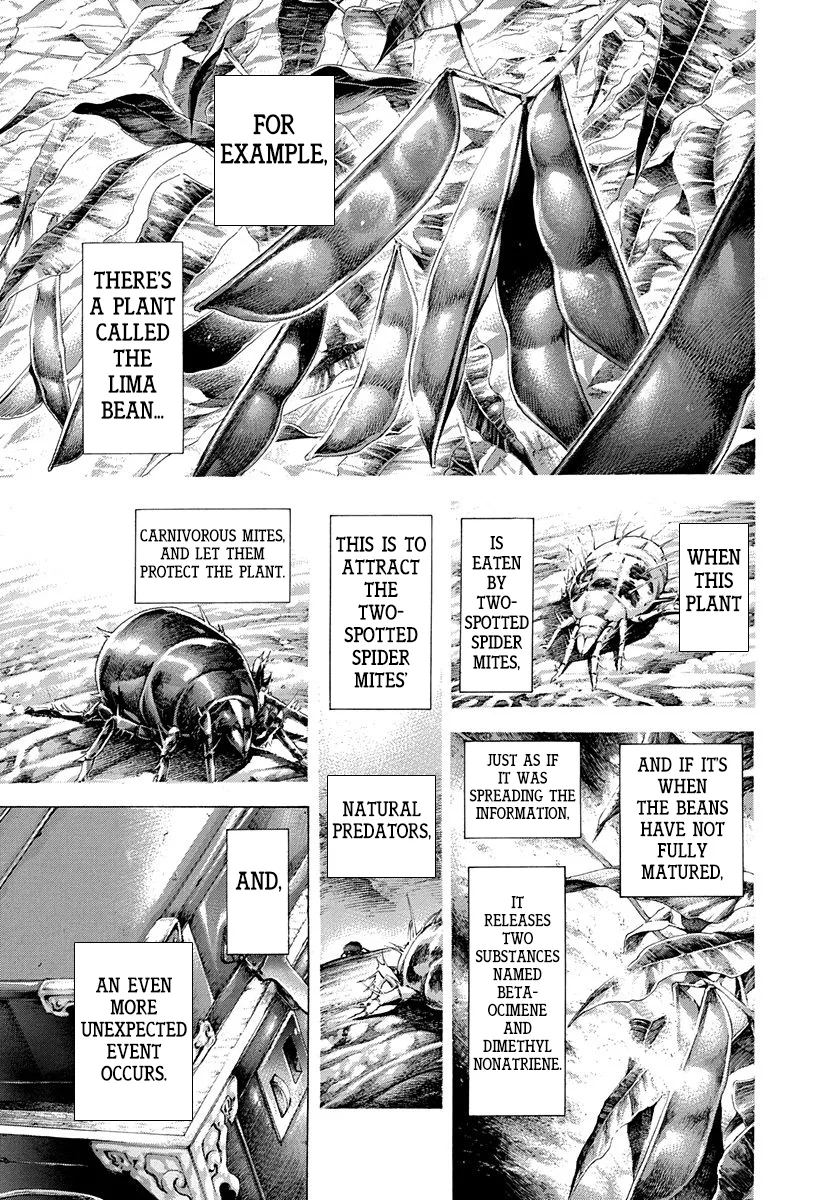 FOR
EXAMPLE,
THERE'S
A PLANT
CALLED
THE
LIMA
BEAN...
WHEN
THIS
PLANT
IS
EATEN
BY
TWO-
SPOTTED
SPIDER
MITES,
AND IF IT'S
WHEN
THE BEANS
HAVE NOT
FULLY
MATURED,
JUST AS IF
IT WAS
SPREADING THE
INFORMATION,
IT
RELEASES
TWO
SUBSTANCES
NAMED
BETA-
OCIMENE
AND
DIMETHYL
NONATRIENE.
THIS IS TO
ATTRACT
THE
TWO-
SPOTTED
SPIDER
MITES'
NATURAL
PREDATORS,
CARNIVOROUS MITES,
AND LET THEM
PROTECT THE PLANT.
AND,
AN EVEN
MORE
UNEXPECTED
EVENT
OCCURS.